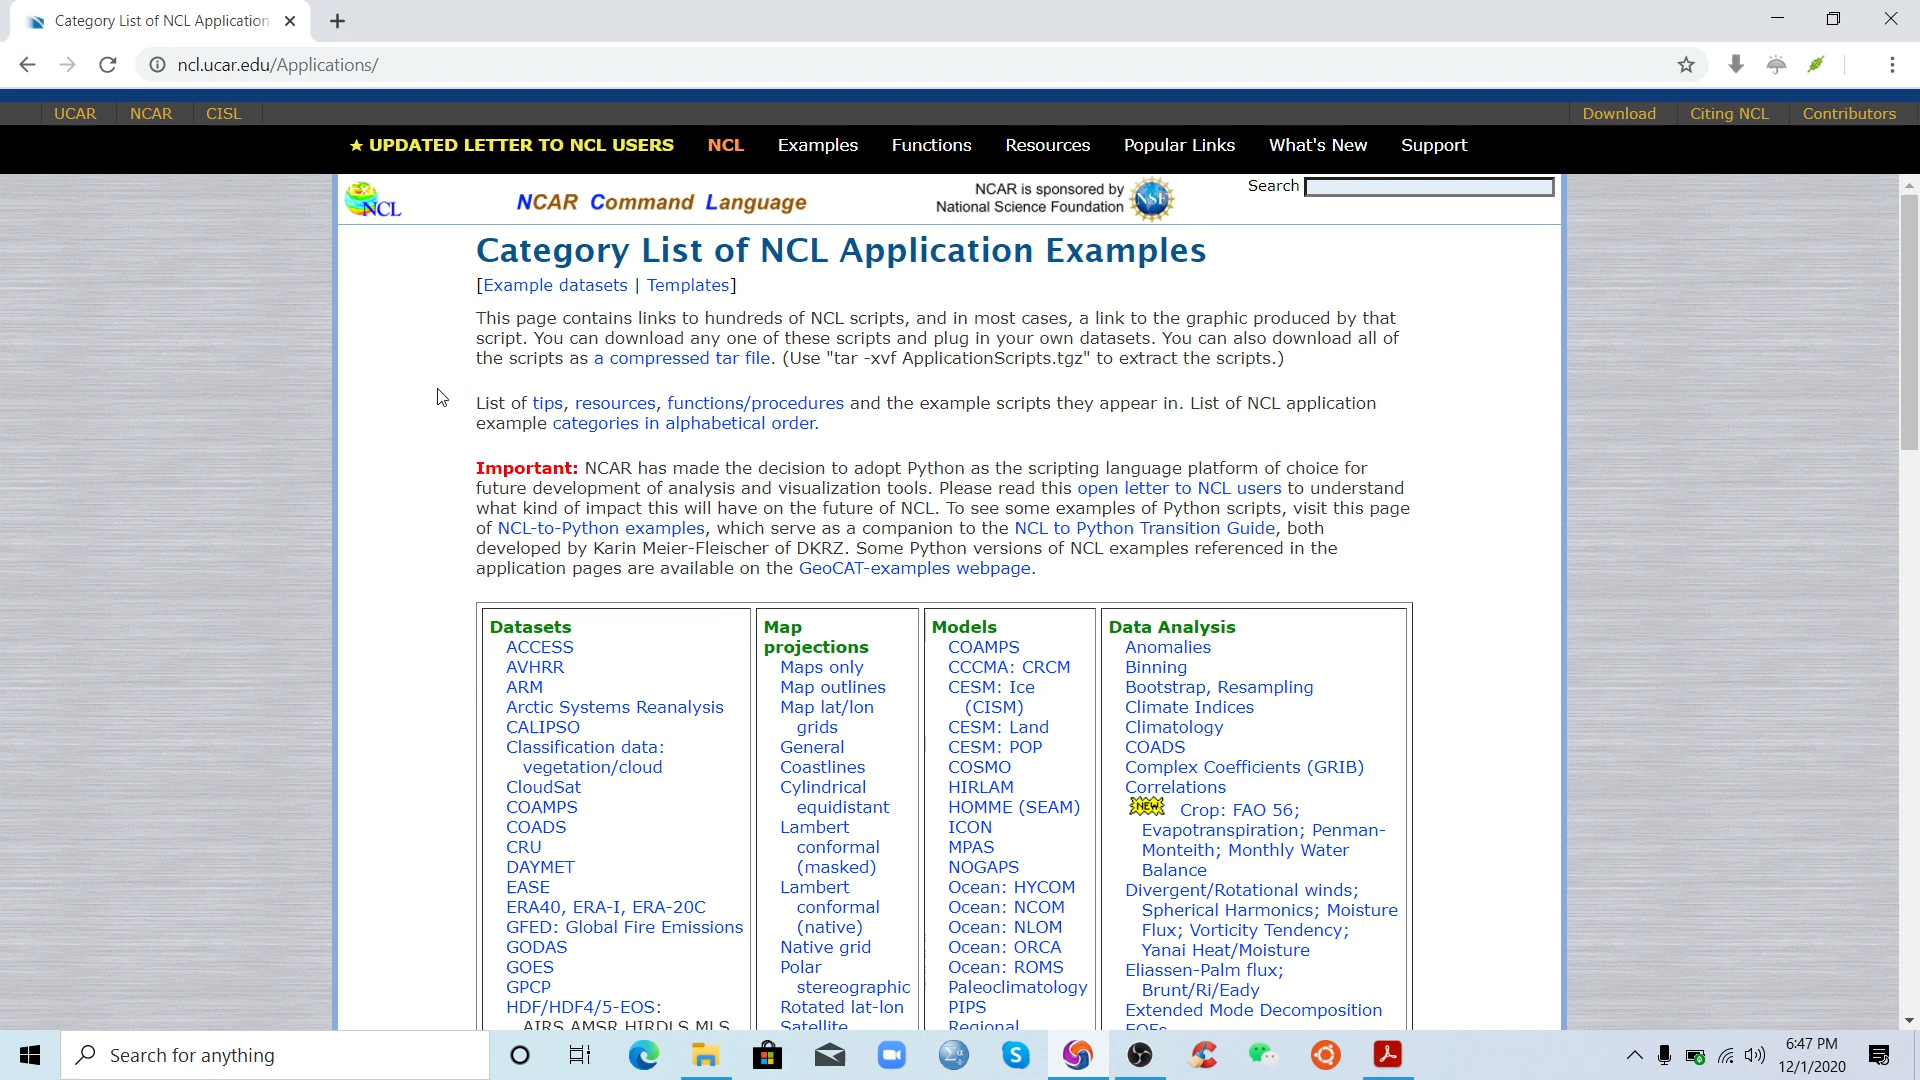 Category List of NCL Application
ncl.ucar.edu/Applications/
UCAR NCAR CISL Download Citing NCL Contributors
★ UPDATED LETTER TO NCL USERS NCL Examples Functions Resources Popular Links What's New Support
NCL
NCAR Command Language
NCAR is sponsored by
National Science Foundation
NSF
Search
Category List of NCL Application Examples
[Example datasets | Templates]
This page contains links to hundreds of NCL scripts, and in most cases, a link to the graphic produced by that
script. You can download any one of these scripts and plug in your own datasets. You can also download all of
the scripts as a compressed tar file. (Use "tar -xvf ApplicationScripts.tgz" to extract the scripts.)
List of tips, resources, functions/procedures and the example scripts they appear in. List of NCL application
example categories in alphabetical order.
Important: NCAR has made the decision to adopt Python as the scripting language platform of choice for
future development of analysis and visualization tools. Please read this open letter to NCL users to understand
what kind of impact this will have on the future of NCL. To see some examples of Python scripts, visit this page
of NCL-to-Python examples, which serve as a companion to the NCL to Python Transition Guide, both
developed by Karin Meier-Fleischer of DKRZ. Some Python versions of NCL examples referenced in the
application pages are available on the GeoCAT-examples webpage.
Datasets
ACCESS
AVHRR
ARM
Arctic Systems Reanalysis
CALIPSO
Classification data:
vegetation/cloud
CloudSat
COAMPS
COADS
CRU
DAYMET
EASE
ERA40, ERA-I, ERA-20C
GFED: Global Fire Emissions
GODAS
GOES
GPCP
HDF/HDF4/5-EOS:
AIRS AMSR HIRDLS MLS
Map
projections
Maps only
Map outlines
Map lat/lon
grids
General
Coastlines
Cylindrical
equidistant
Lambert
conformal
(masked)
Lambert
conformal
(native)
Native grid
Polar
stereographic
Rotated lat-lon
Satellite
Models
COAMPS
CCCMA: CRCM
CESM: Ice
(CISM)
CESM: Land
CESM: POP
COSMO
HIRLAM
HOMME (SEAM)
ICON
MPAS
NOGAPS
Ocean: HYCOM
Ocean: NCOM
Ocean: NLOM
Ocean: ORCA
Ocean: ROMS
Paleoclimatology
PIPS
Regional
Data Analysis
Anomalies
Binning
Bootstrap, Resampling
Climate Indices
Climatology
COADS
Complex Coefficients (GRIB)
Correlations
NEW Crop: FAO 56;
Evapotranspiration; Penman-
Monteith; Monthly Water
Balance
Divergent/Rotational winds;
Spherical Harmonics; Moisture
Flux; Vorticity Tendency;
Yanai Heat/Moisture
Eliassen-Palm flux;
Brunt/Ri/Eady
Extended Mode Decomposition
EOFs
Search for anything
6:47 PM
12/1/2020